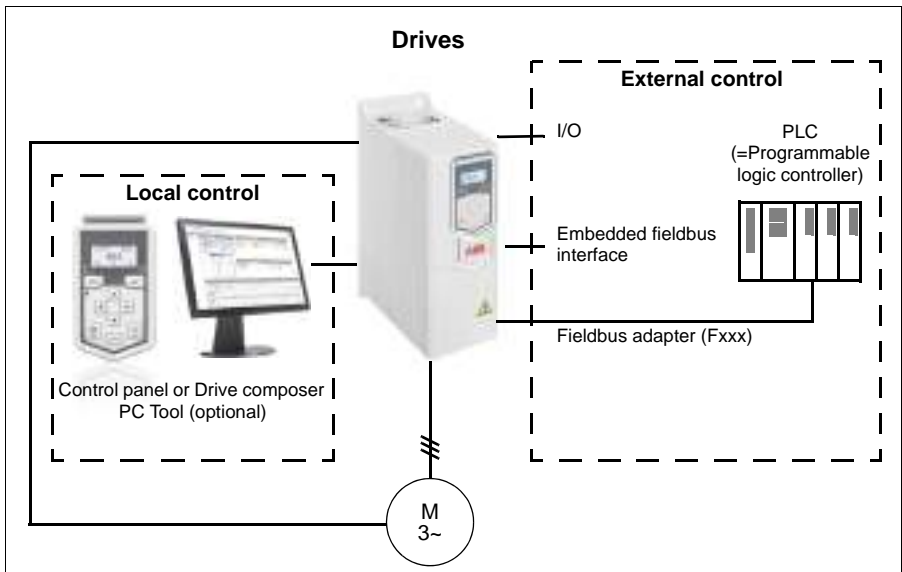 Drives
External control
I/O
PLC
(=Programmable
logic controller)
Local control
Embedded fieldbus
interface
Fieldbus adapter (Fxxx)
Control panel or Drive composer
PC Tool (optional)
M
3~